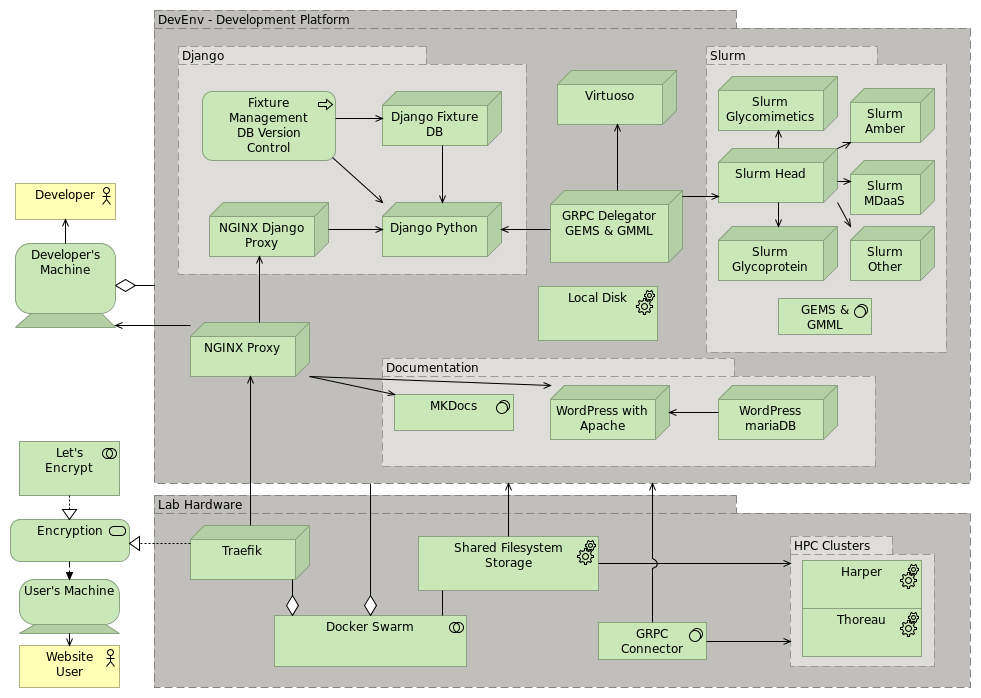 DevEnv - Development Platform
Django
Slurm
Fixture
Management
DB Version
Control
Django Fixture
DB
Virtuoso
Slurm
Glycomimetics
Slurm
Amber
Slurm Head
Slurm
MDaaS
Developer
NGINX Django
Proxy
Django Python
GRPC Delegator
GEMS & GMML
Slurm
Glycoprotein
Slurm
Other
Developer's
Machine
Local Disk
GEMS &
GMML
NGINX Proxy
Documentation
MKDocs
WordPress with
Apache
WordPress
mariaDB
Let's
Encrypt
Lab Hardware
Encryption
Traefik
Shared Filesystem
Storage
HPC Clusters
Harper
Thoreau
User's Machine
Docker Swarm
GRPC
Connector
Website
User